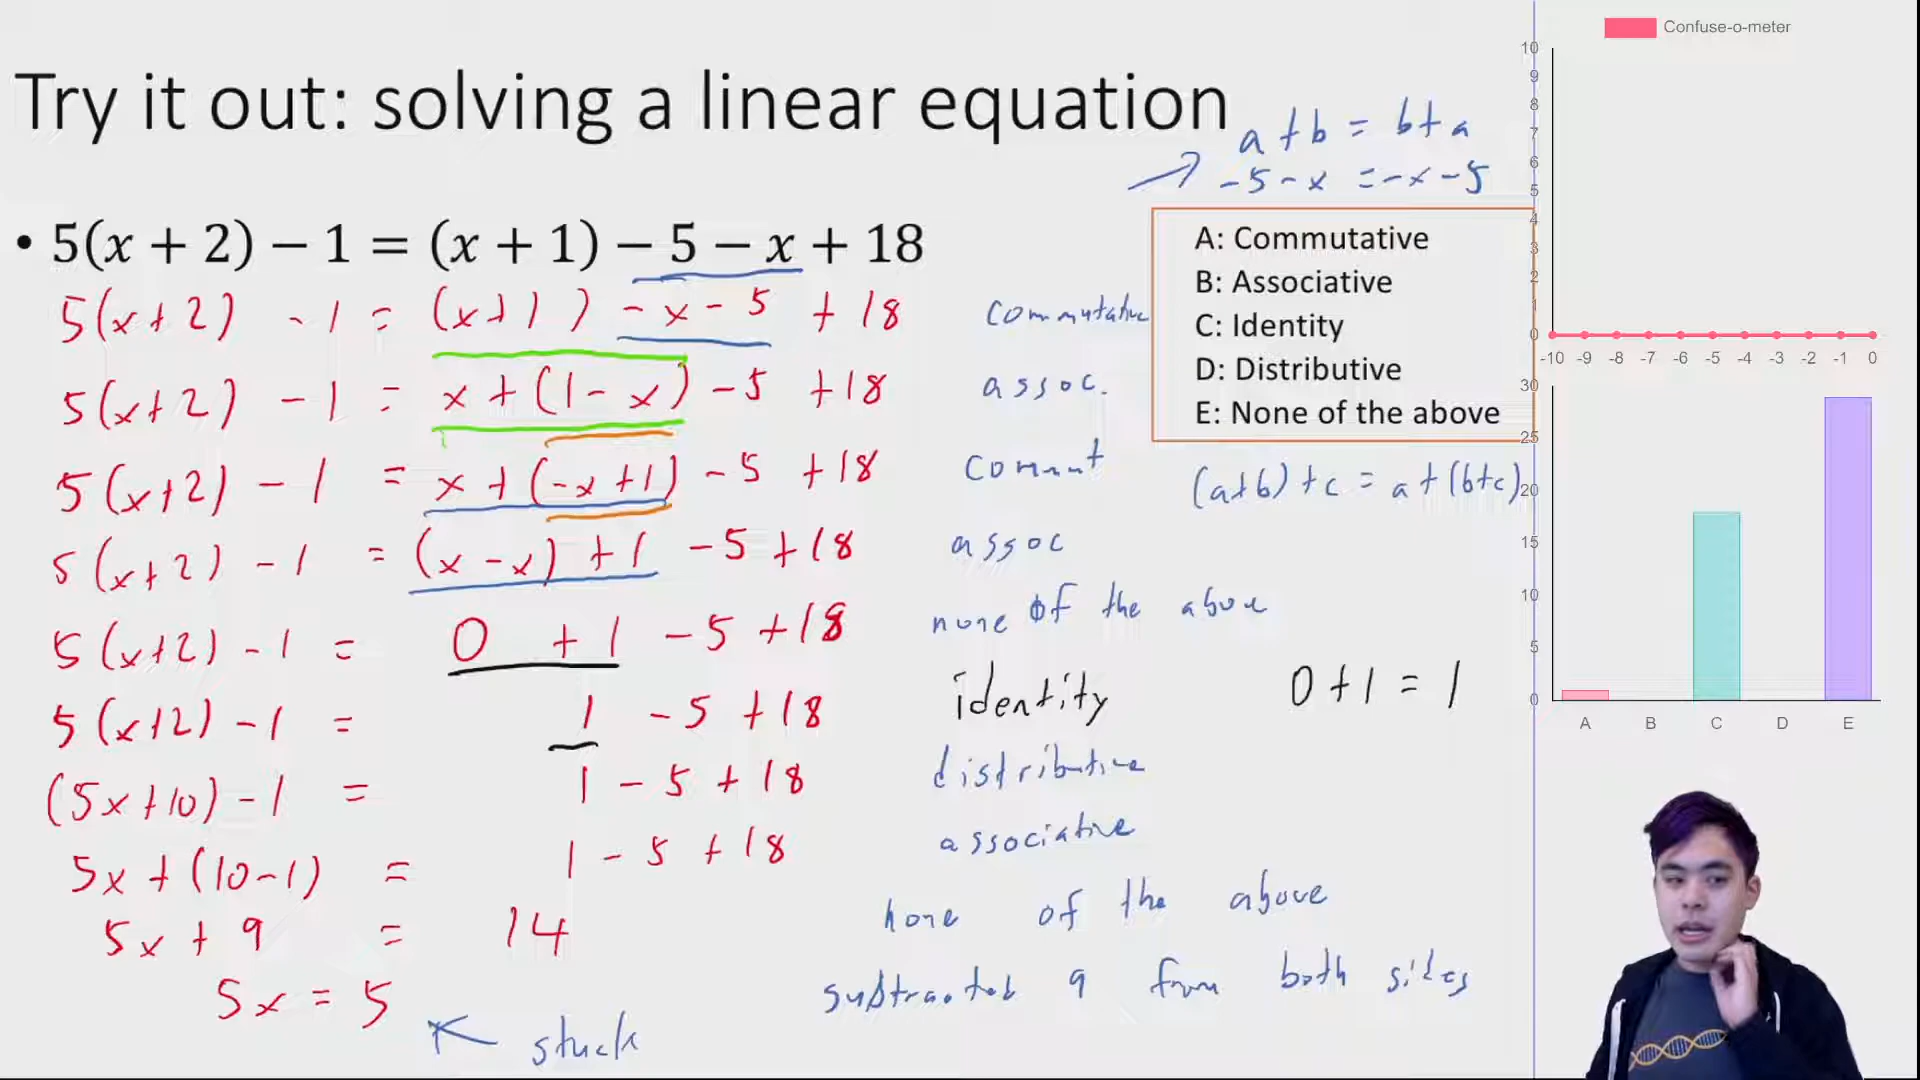 Try it out: solving a linear equation
a + b = b + a
-5 - x = -x - 5
• 5(x + 2) − 1 = (x + 1) − 5 − x + 18
5(x+2) -1 = (x+1) -x - 5 + 18 commutative
5(x+2) -1 = x + (1-x) -5 +18 assoc.
5(x+2) -1 = x + (-x +1) -5 +18 commut
5(x+2) -1 = (x -x) +1 -5 +18 assoc
5(x+2) -1 = 0 +1 -5 +18 none of the above
5(x+2) -1 = 1 -5 +18 identity 0+1 = 1
(5x+10) -1 = 1 - 5 + 18 distributive
5x + (10-1) = 1 - 5 + 18 associative
5x + 9 = 14 none of the above
5x = 5 subtracted 9 from both sides
stuck
A: Commutative
B: Associative
C: Identity
D: Distributive
E: None of the above
(a+b)+c = a+(b+c)
Confuse-o-meter
10
9
8
7
6
5
4
3
2
1
0
-10 -9 -8 -7 -6 -5 -4 -3 -2 -1 0
30
25
20
15
10
5
0
A B C D E